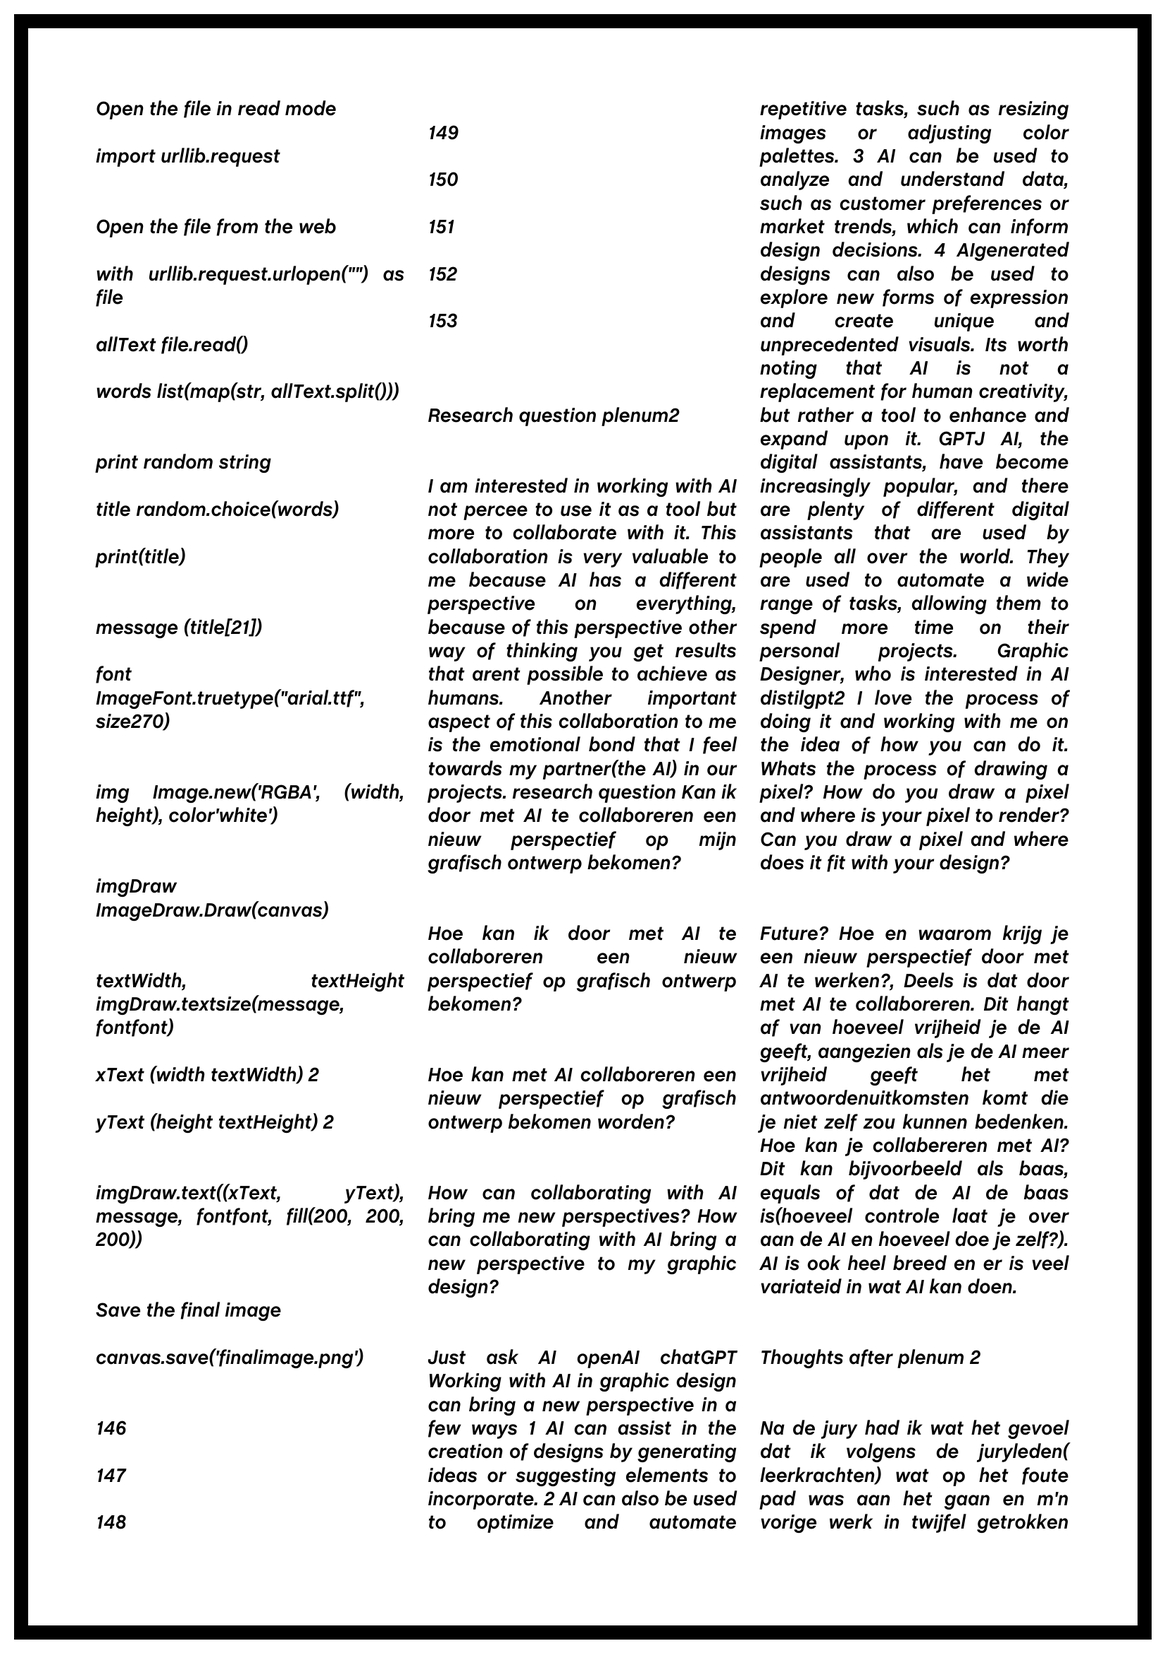 Open the file in read mode
import urllib.request
Open the file from the web
with urllib.request.urlopen("") as
file
allText file.read()
words list(map(str, allText.split()))
print random string
title random.choice(words)
print(title)
message (title[21])
font
ImageFont.truetype("arial.ttf",
size270)
img Image.new('RGBA', (width,
height), color'white')
imgDraw
ImageDraw.Draw(canvas)
textWidth, textHeight
imgDraw.textsize(message,
fontfont)
xText (width textWidth) 2
yText (height textHeight) 2
imgDraw.text((xText, yText),
message, fontfont, fill(200, 200,
200))
Save the final image
canvas.save('finalimage.png')
146
147
148
149
150
151
152
153
Research question plenum2
I am interested in working with AI
not percee to use it as a tool but
more to collaborate with it. This
collaboration is very valuable to
me because AI has a different
perspective on everything,
because of this perspective other
way of thinking you get results
that arent possible to achieve as
humans. Another important
aspect of this collaboration to me
is the emotional bond that I feel
towards my partner(the AI) in our
projects. research question Kan ik
door met AI te collaboreren een
nieuw perspectief op mijn
grafisch ontwerp bekomen?
Hoe kan ik door met AI te
collaboreren een nieuw
perspectief op grafisch ontwerp
bekomen?
Hoe kan met AI collaboreren een
nieuw perspectief op grafisch
ontwerp bekomen worden?
How can collaborating with AI
bring me new perspectives? How
can collaborating with AI bring a
new perspective to my graphic
design?
Just ask AI openAI chatGPT
Working with AI in graphic design
can bring a new perspective in a
few ways 1 AI can assist in the
creation of designs by generating
ideas or suggesting elements to
incorporate. 2 AI can also be used
to optimize and automate
repetitive tasks, such as resizing
images or adjusting color
palettes. 3 AI can be used to
analyze and understand data,
such as customer preferences or
market trends, which can inform
design decisions. 4 AIgenerated
designs can also be used to
explore new forms of expression
and create unique and
unprecedented visuals. Its worth
noting that AI is not a
replacement for human creativity,
but rather a tool to enhance and
expand upon it. GPTJ AI, the
digital assistants, have become
increasingly popular, and there
are plenty of different digital
assistants that are used by
people all over the world. They
are used to automate a wide
range of tasks, allowing them to
spend more time on their
personal projects. Graphic
Designer, who is interested in AI
distilgpt2 I love the process of
doing it and working with me on
the idea of how you can do it.
Whats the process of drawing a
pixel? How do you draw a pixel
and where is your pixel to render?
Can you draw a pixel and where
does it fit with your design?
Future? Hoe en waarom krijg je
een nieuw perspectief door met
AI te werken?, Deels is dat door
met AI te collaboreren. Dit hangt
af van hoeveel vrijheid je de AI
geeft, aangezien als je de AI meer
vrijheid geeft het met
antwoordenuitkomsten komt die
je niet zelf zou kunnen bedenken.
Hoe kan je collabereren met AI?
Dit kan bijvoorbeeld als baas,
equals of dat de AI de baas
is(hoeveel controle laat je over
aan de AI en hoeveel doe je zelf?).
AI is ook heel breed en er is veel
variateid in wat AI kan doen.
Thoughts after plenum 2
Na de jury had ik wat het gevoel
dat ik volgens de juryleden(
leerkrachten) wat op het foute
pad was aan het gaan en m'n
vorige werk in twijfel getrokken